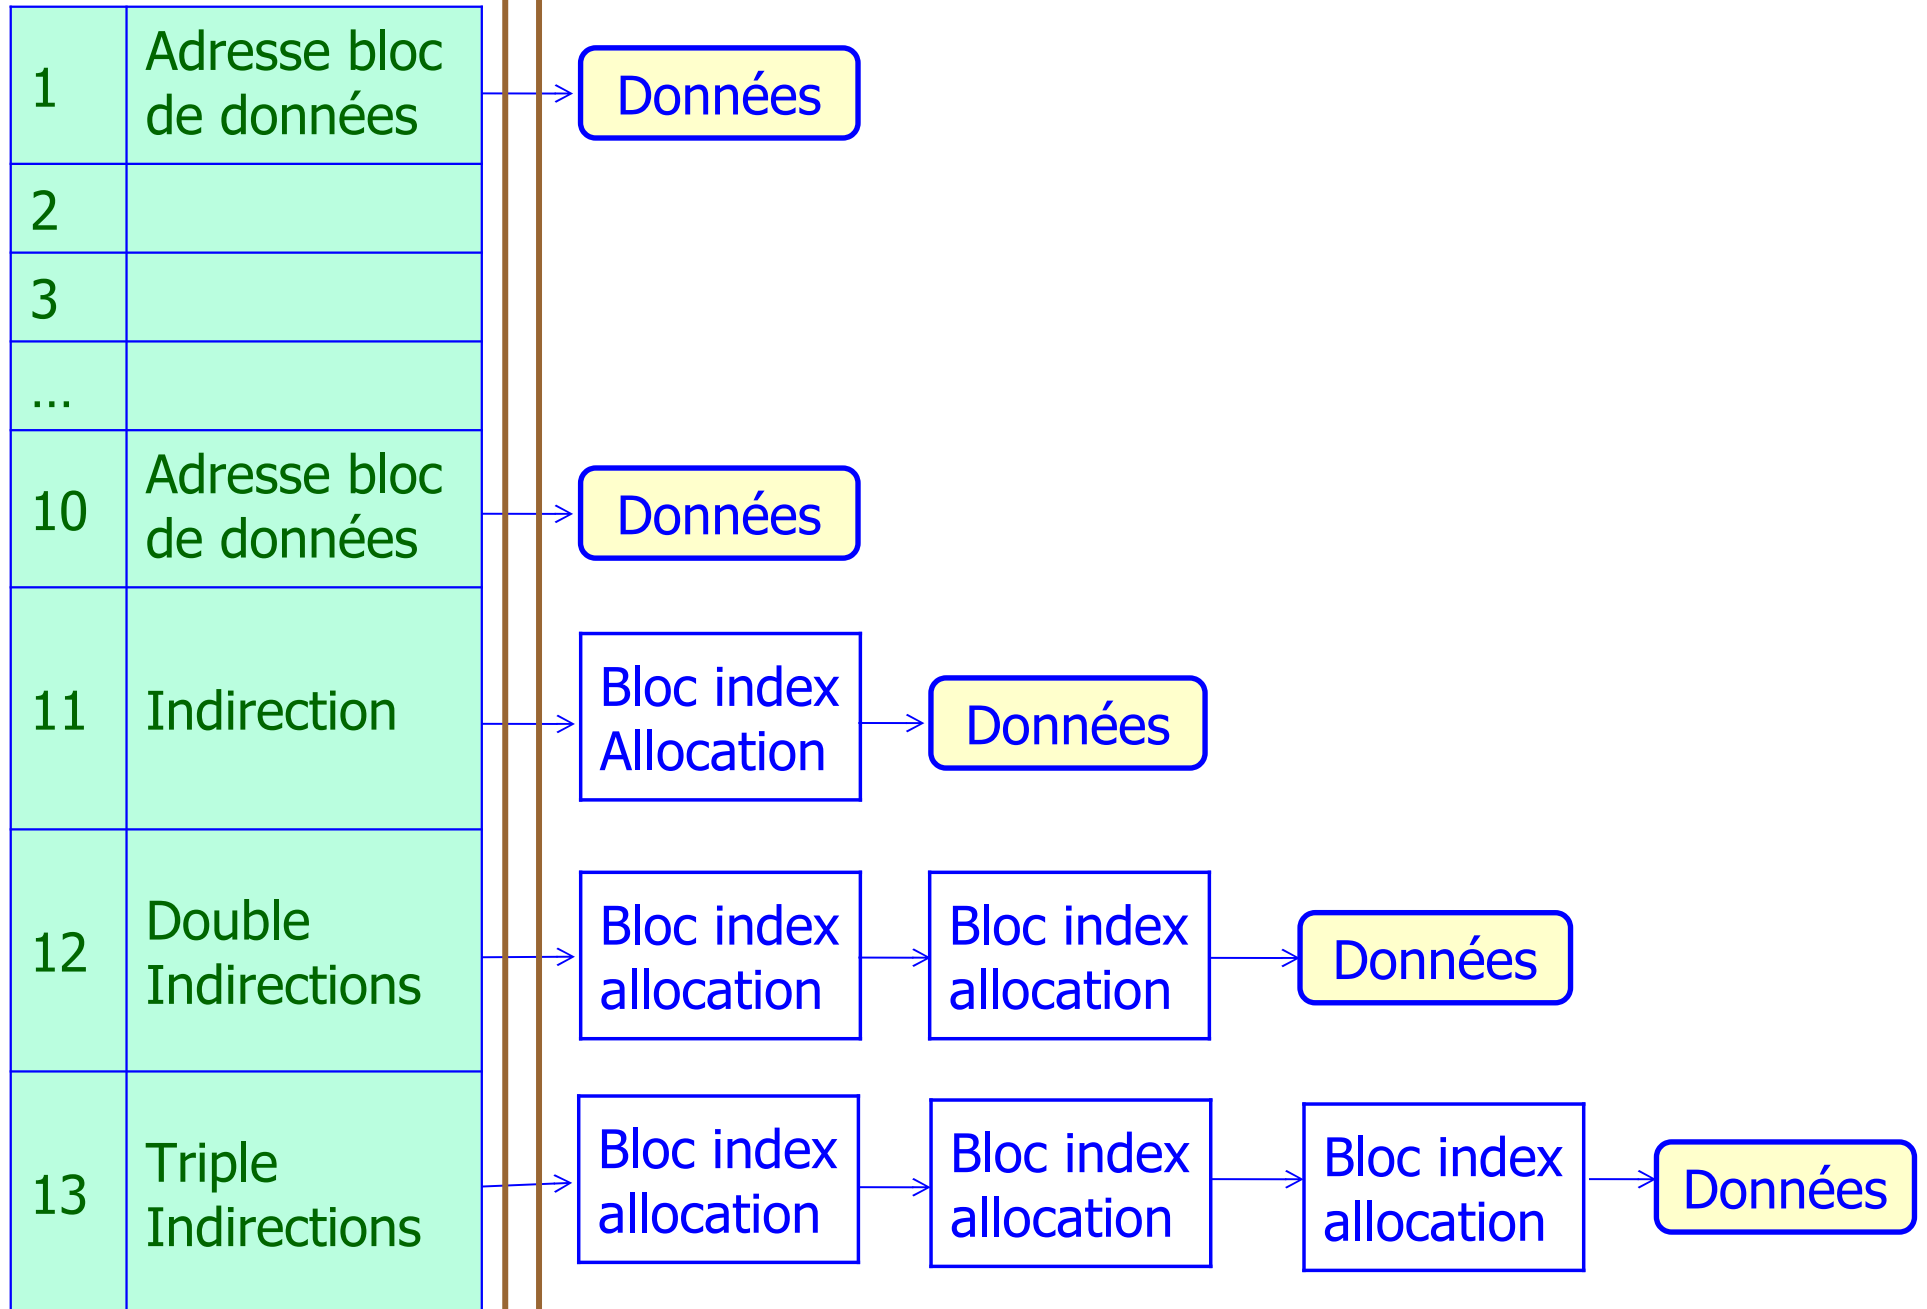 1
Adresse bloc
de données
Données
2
3
...
10
Adresse bloc
de données
Données
11
Indirection
Bloc index
Allocation
Données
12
Double
Indirections
Bloc index
allocation
Bloc index
allocation
Données
13
Triple
Indirections
Bloc index
allocation
Bloc index
allocation
Bloc index
allocation
Données